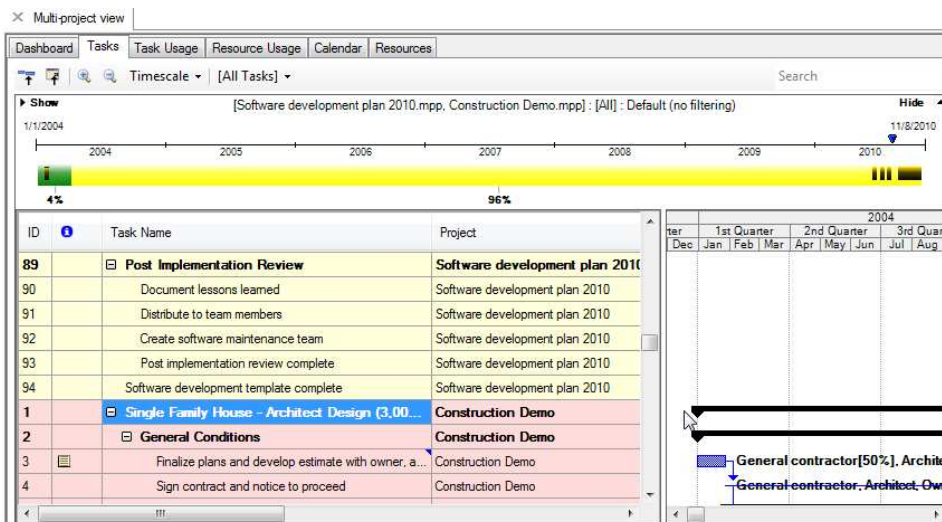 Multi-project view
Dashboard Tasks Task Usage Resource Usage Calendar Resources
Timescale [All Tasks] Search
Show [Software development plan 2010.mpp, Construction Demo.mpp] : [All] : Default (no filtering) Hide
1/1/2004 11/8/2010
2004 2005 2006 2007 2008 2009 2010
4% 96%
ID Task Name Project
2004
ter 1st Quarter 2nd Quarter 3rd Quar
Dec Jan Feb Mar Apr May Jun Jul Aug
89 Post Implementation Review Software development plan 2010
90 Document lessons learned Software development plan 2010
91 Distribute to team members Software development plan 2010
92 Create software maintenance team Software development plan 2010
93 Post implementation review complete Software development plan 2010
94 Software development template complete Software development plan 2010
1 Single Family House - Architect Design (3,00... Construction Demo
2 General Conditions Construction Demo
3 Finalize plans and develop estimate with owner, a... Construction Demo General contractor[50%], Archite
4 Sign contract and notice to proceed Construction Demo General contractor, Architect, Ow